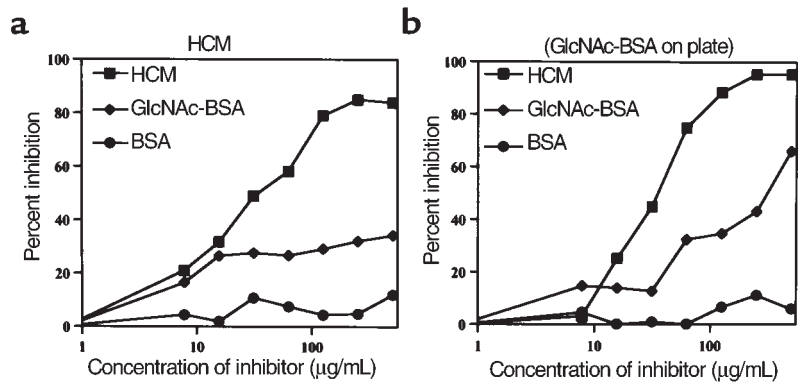 a
HCM
Percent inhibition
100
80
60
40
20
0
HCM
GlcNAc-BSA
BSA
1
10
100
Concentration of inhibitor (μg/mL)
b
(GlcNAc-BSA on plate)
Percent inhibition
100
80
60
40
20
0
HCM
GlcNAc-BSA
BSA
1
10
100
Concentration of inhibitor (μg/mL)